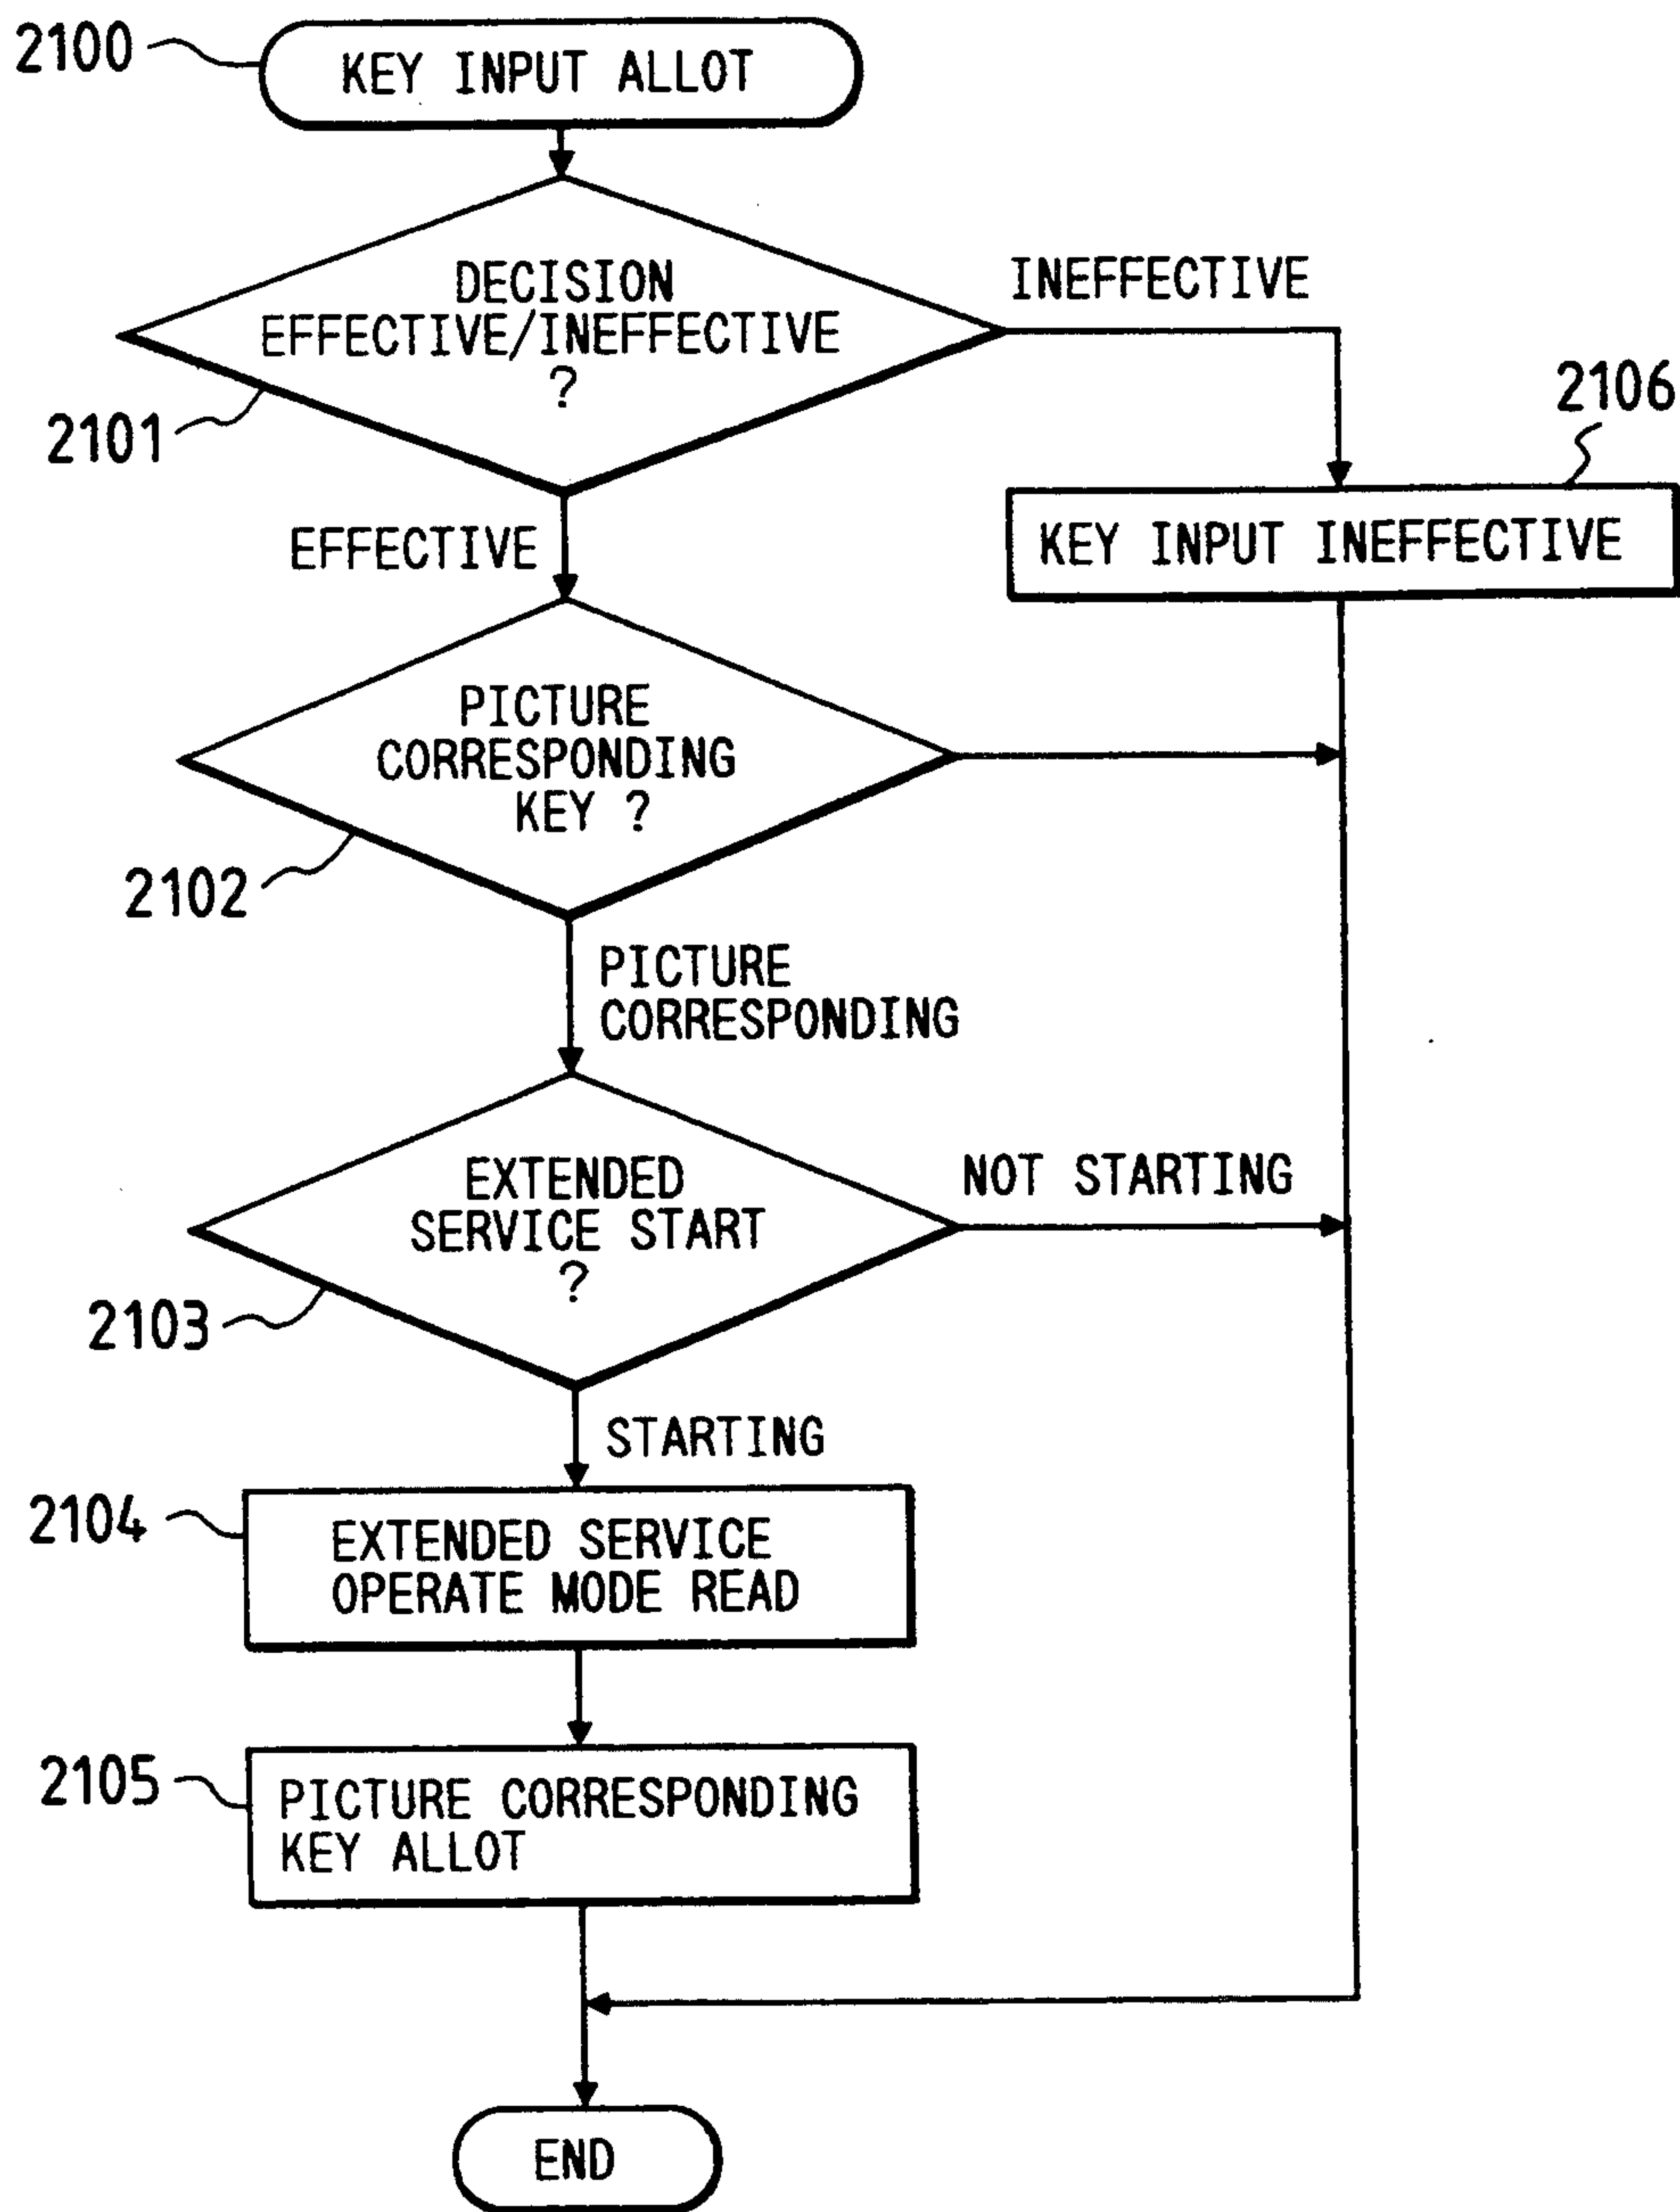 2100
KEY INPUT ALLOT
DECISION
EFFECTIVE/INEFFECTIVE
?
INEFFECTIVE
2101
2106
KEY INPUT INEFFECTIVE
EFFECTIVE
PICTURE
CORRESPONDING
KEY ?
2102
PICTURE
CORRESPONDING
EXTENDED
SERVICE START
?
NOT STARTING
2103
STARTING
2104
EXTENDED SERVICE
OPERATE MODE READ
2105
PICTURE CORRESPONDING
KEY ALLOT
END